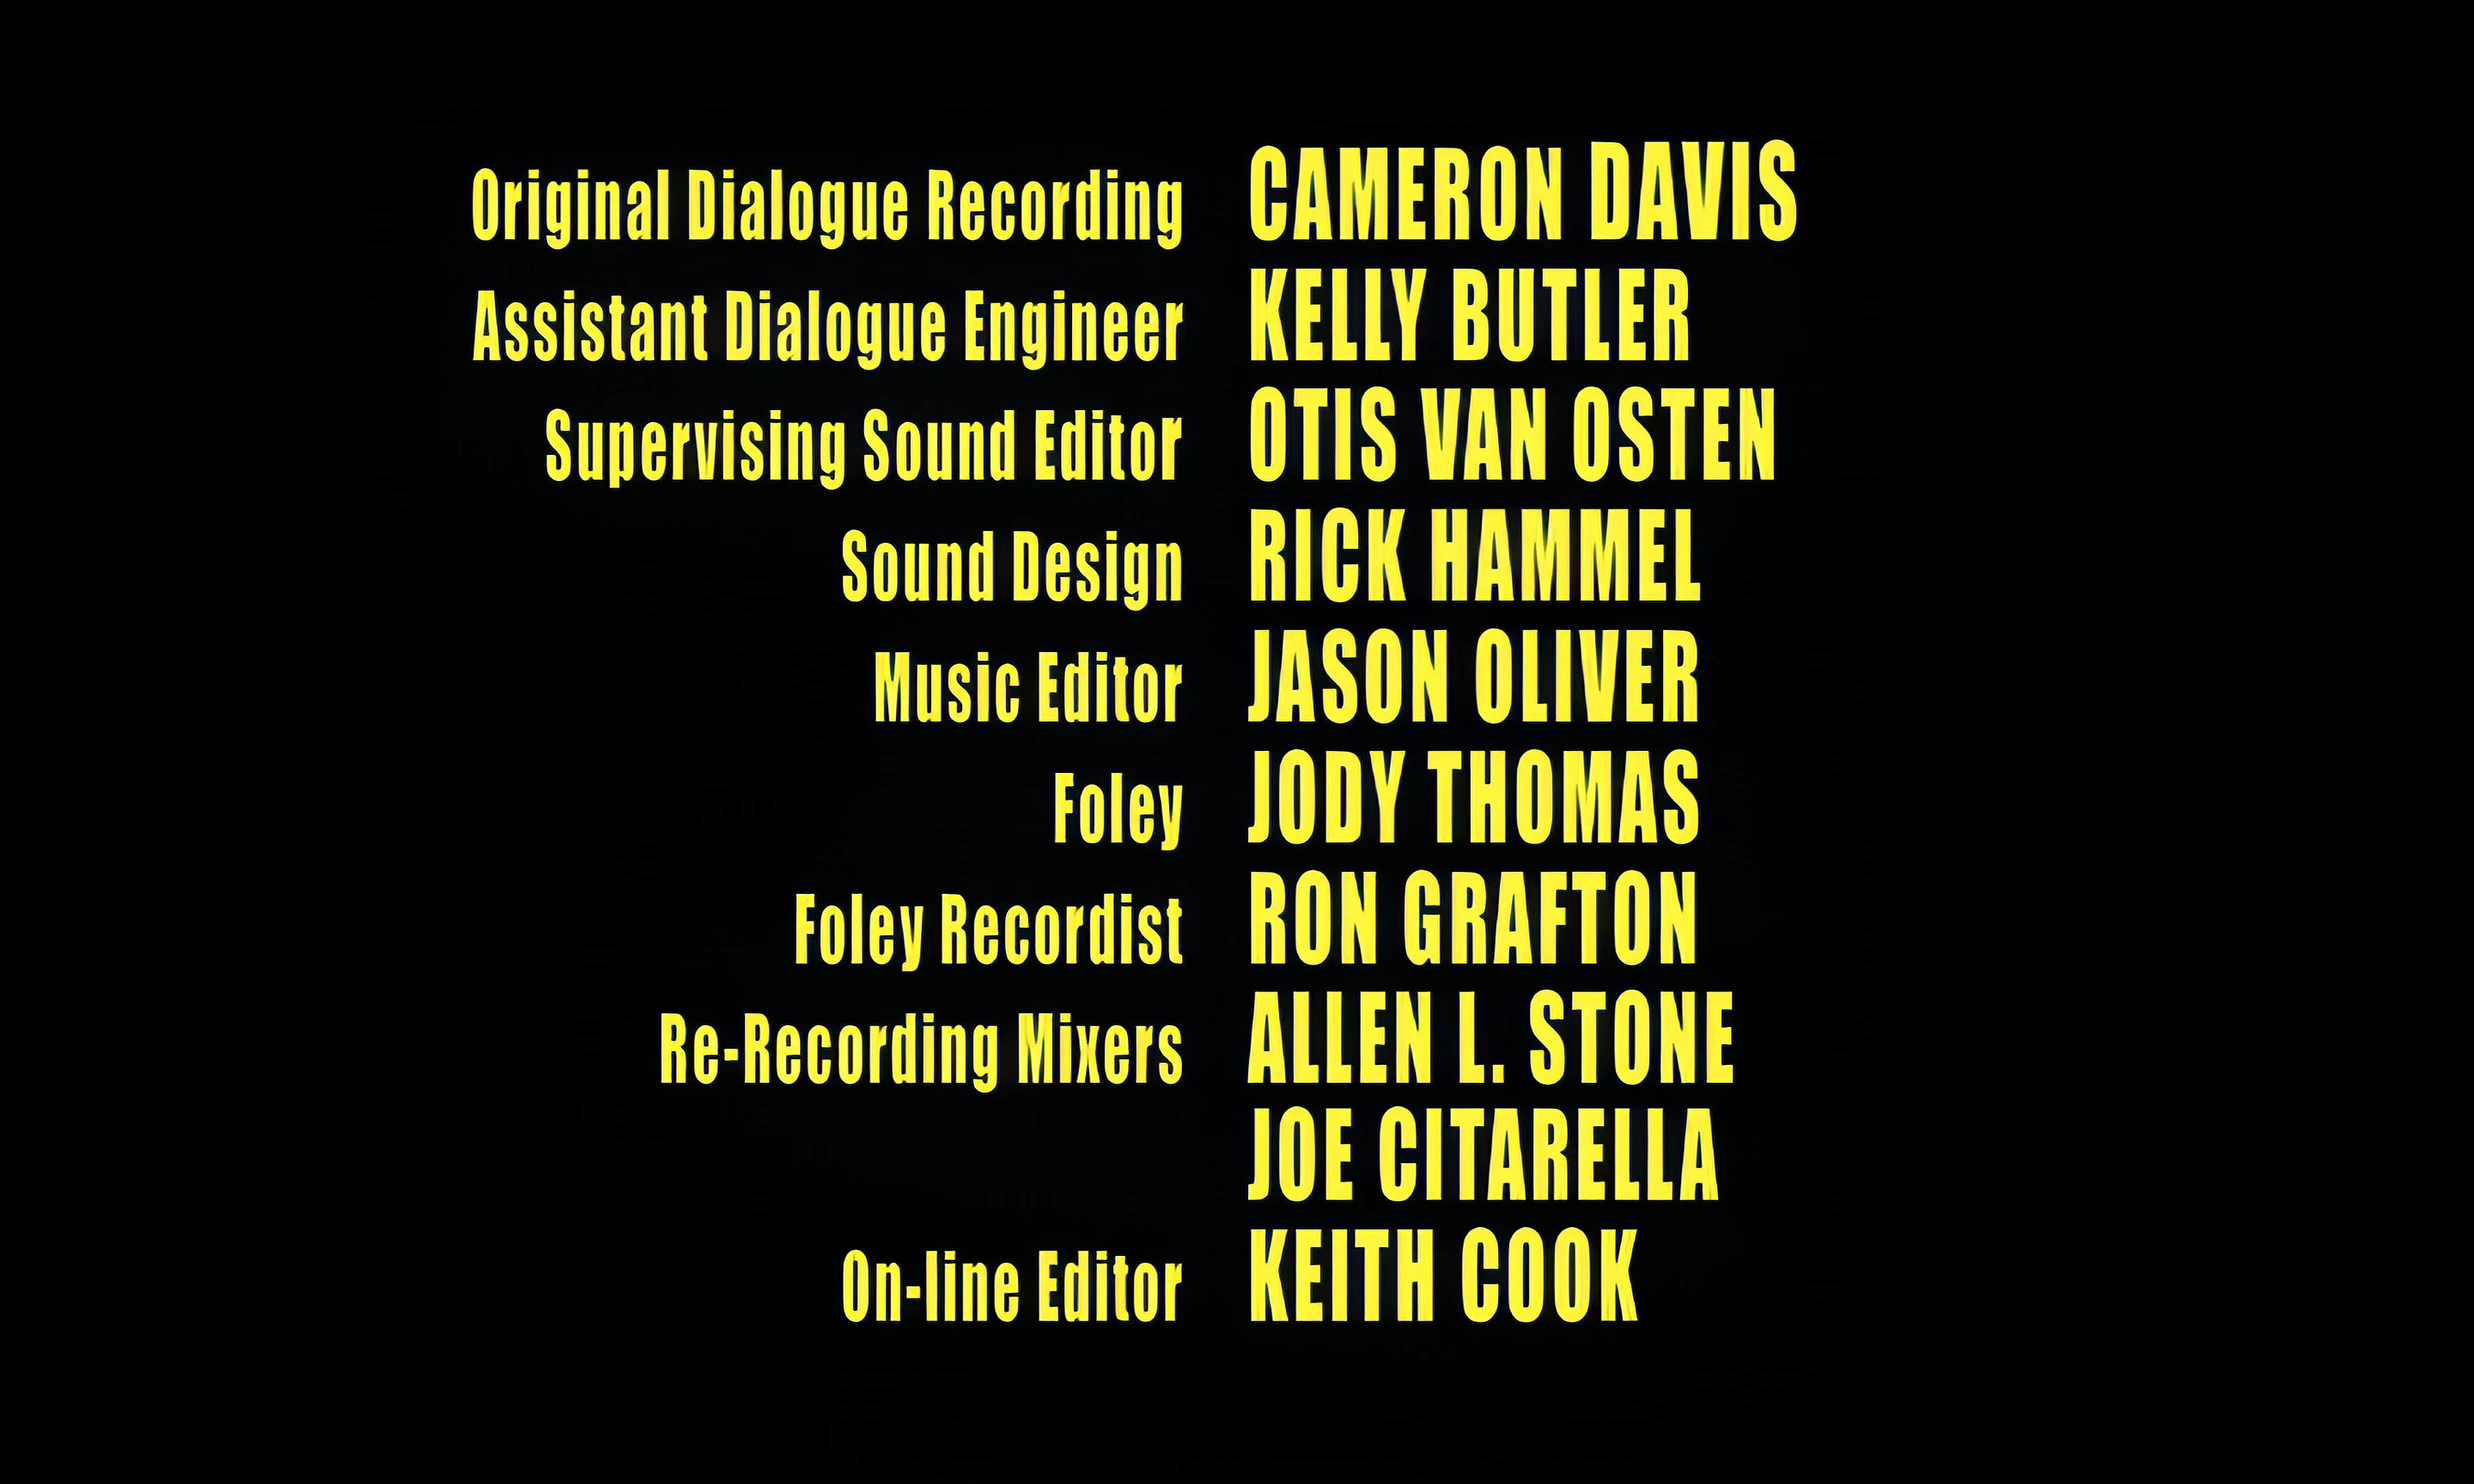 Original Dialogue Recording CAMERON DAVIS
Assistant Dialogue Engineer KELLY BUTLER
Supervising Sound Editor OTIS VAN OSTEN
Sound Design RICK HAMMEL
Music Editor JASON OLIVER
Foley JODY THOMAS
Foley Recordist RON GRAFTON
Re-Recording Mixers ALLEN L. STONE
JOE CITARELLA
On-line Editor KEITH COOK